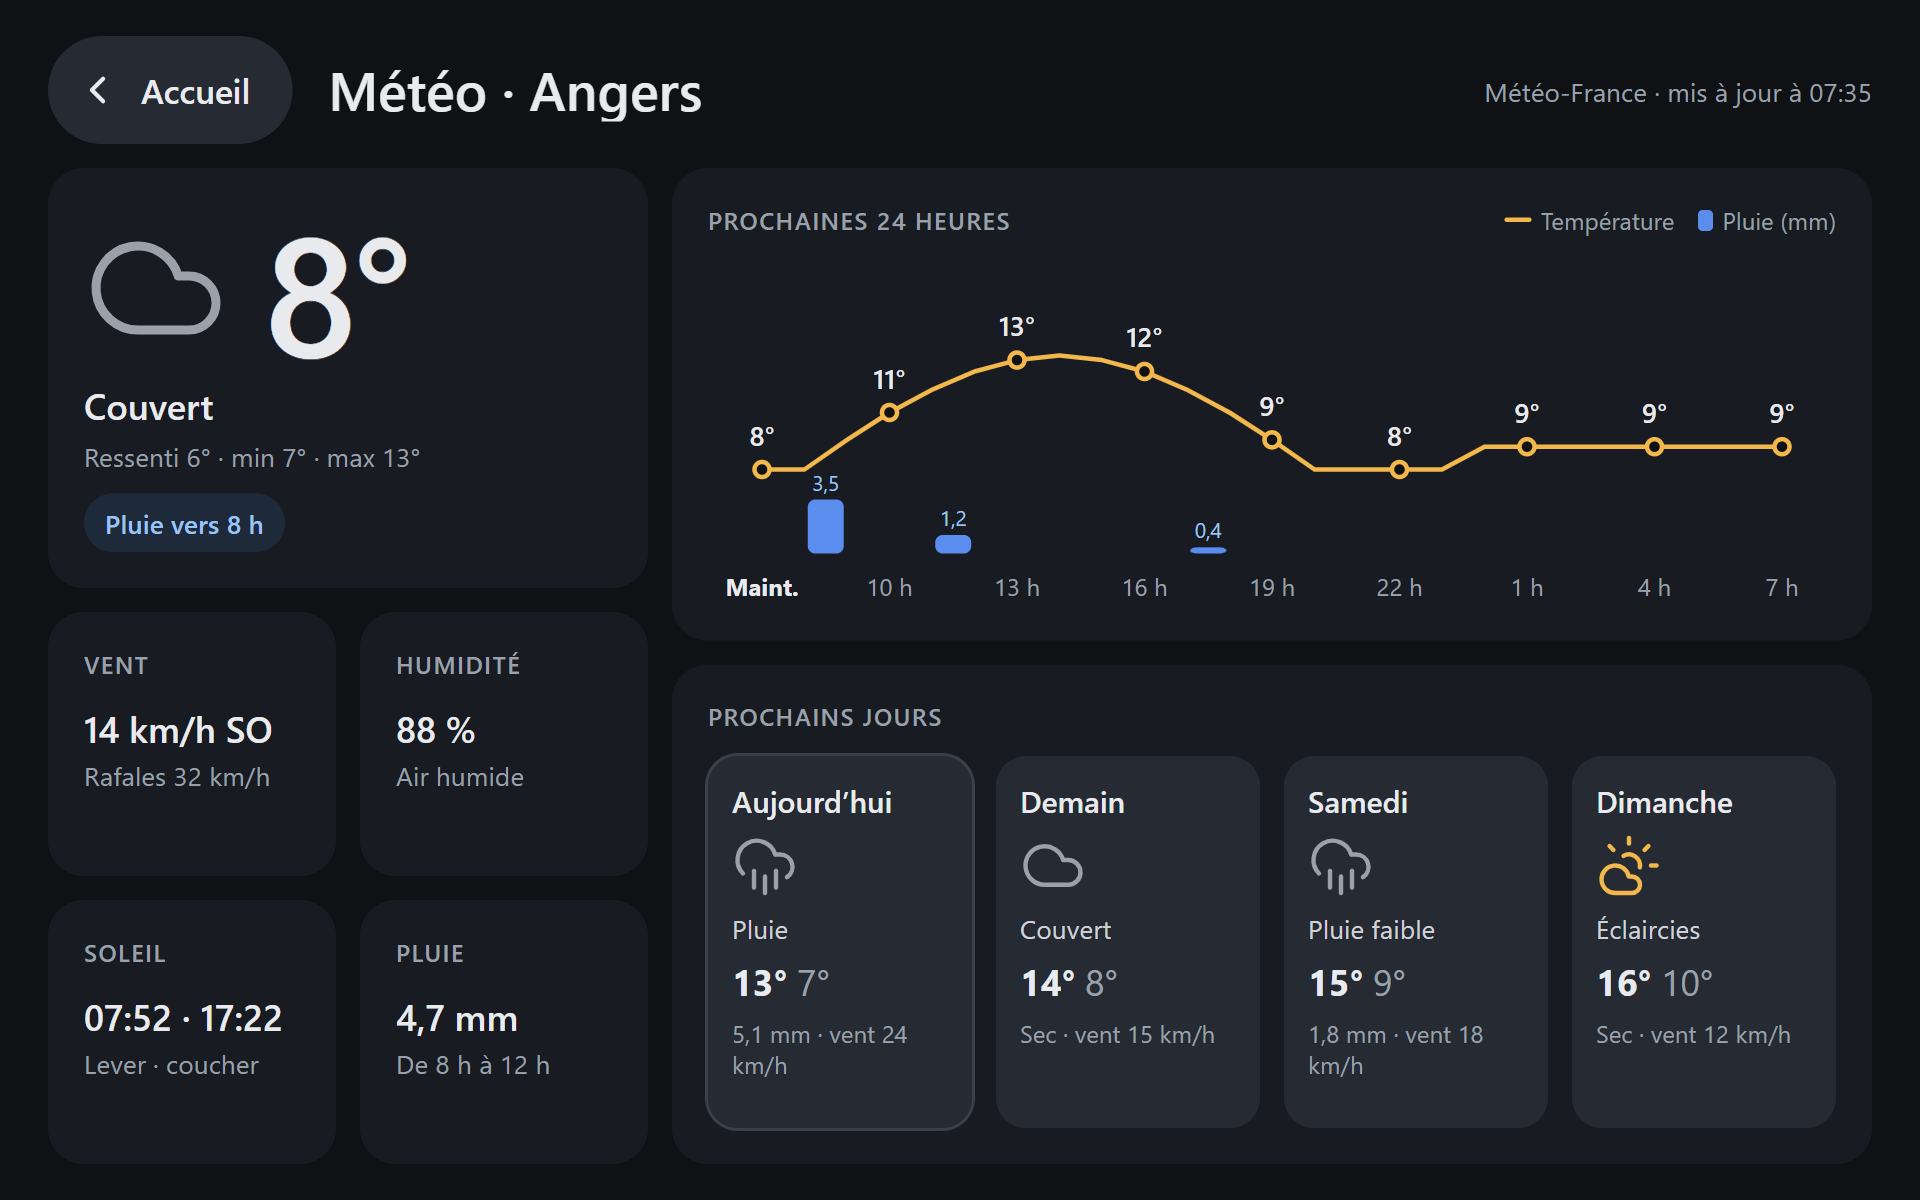 Accueil
Météo · Angers
Météo-France · mis à jour à 07:35
8°
Couvert
Ressenti 6° · min 7° · max 13°
Pluie vers 8 h
VENT
14 km/h SO
Rafales 32 km/h
HUMIDITÉ
88 %
Air humide
SOLEIL
07:52 · 17:22
Lever · coucher
PLUIE
4,7 mm
De 8 h à 12 h
PROCHAINES 24 HEURES
Température
Pluie (mm)
8° 11° 13° 12° 9° 8° 9° 9° 9°
3,5 1,2 0,4
Maint. 10 h 13 h 16 h 19 h 22 h 1 h 4 h 7 h
PROCHAINS JOURS
Aujourd’hui
Pluie
13° 7°
5,1 mm · vent 24
km/h
Demain
Couvert
14° 8°
Sec · vent 15 km/h
Samedi
Pluie faible
15° 9°
1,8 mm · vent 18
km/h
Dimanche
Éclaircies
16° 10°
Sec · vent 12 km/h